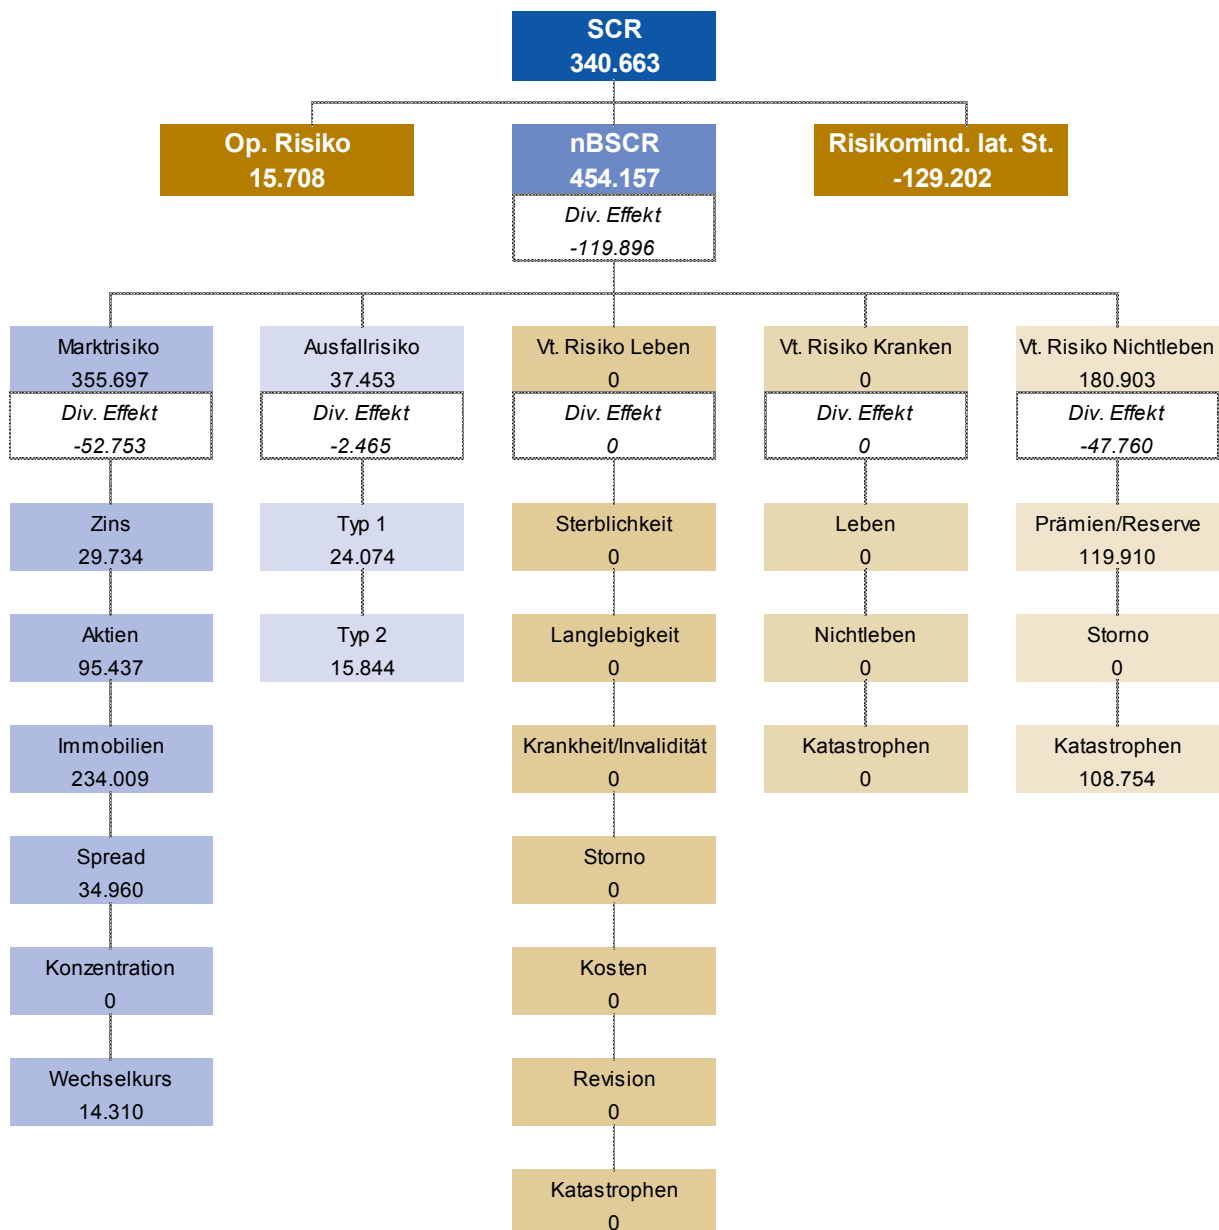 SCR
340.663
Op. Risiko
15.708
nBSCR
454.157
Risikomind. lat. St.
-129.202
Div. Effekt
-119.896
Marktrisiko
355.697
Div. Effekt
-52.753
Ausfallrisiko
37.453
Div. Effekt
-2.465
Vt. Risiko Leben
0
Div. Effekt
0
Vt. Risiko Kranken
0
Div. Effekt
0
Vt. Risiko Nichtleben
180.903
Div. Effekt
-47.760
Zins
29.734
Aktien
95.437
Immobilien
234.009
Spread
34.960
Konzentration
0
Wechselkurs
14.310
Typ 1
24.074
Typ 2
15.844
Sterblichkeit
0
Langlebigkeit
0
Krankheit/Invalidität
0
Storno
0
Kosten
0
Revision
0
Katastrophen
0
Leben
0
Nichtleben
0
Katastrophen
0
Prämien/Reserve
119.910
Storno
0
Katastrophen
108.754